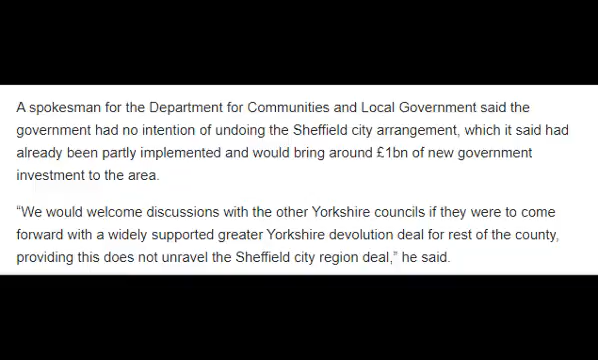 A spokesman for the Department for Communities and Local Government said the
government had no intention of undoing the Sheffield city arrangement, which it said had
already been partly implemented and would bring around £1bn of new government
investment to the area.
“We would welcome discussions with the other Yorkshire councils if they were to come
forward with a widely supported greater Yorkshire devolution deal for rest of the county,
providing this does not unravel the Sheffield city region deal,” he said.